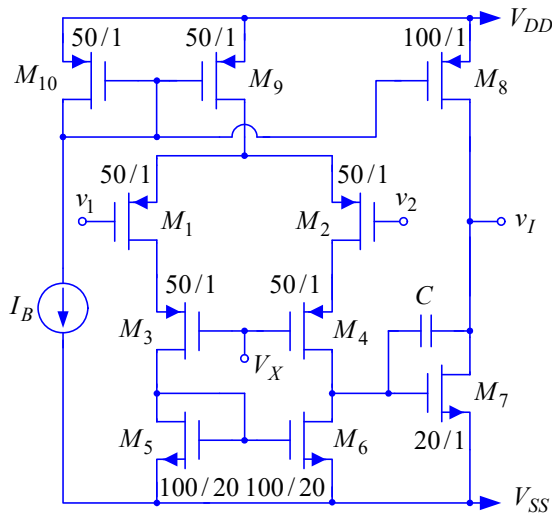 50/1 50/1 100/1 V_DD
M_10 M_9 M_8
50/1 50/1
v_1 v_2 v_I
M_1 M_2
50/1 50/1 C
I_B M_3 M_4
V_X
M_7
M_5 M_6
20/1
100/20 100/20
V_SS